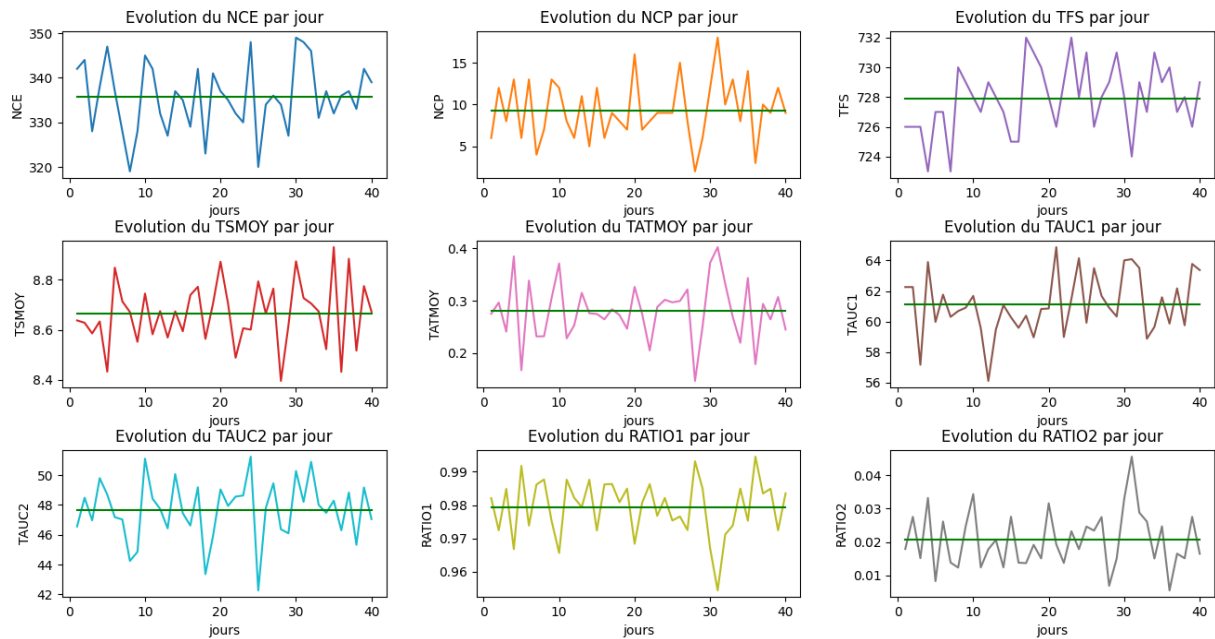 Evolution du NCE par jour
NCE
350
340
330
320
0 10 20 30 40
jours
Evolution du NCP par jour
NCP
15
10
5
0 10 20 30 40
jours
Evolution du TFS par jour
TFS
732
730
728
726
724
0 10 20 30 40
jours
Evolution du TSMOY par jour
TSMOY
8.8
8.6
8.4
0 10 20 30 40
jours
Evolution du TATMOY par jour
TATMOY
0.4
0.3
0.2
0 10 20 30 40
jours
Evolution du TAUC1 par jour
TAUC1
64
62
60
58
56
0 10 20 30 40
jours
Evolution du TAUC2 par jour
TAUC2
50
48
46
44
42
0 10 20 30 40
jours
Evolution du RATIO1 par jour
RATIO1
0.99
0.98
0.97
0.96
0 10 20 30 40
jours
Evolution du RATIO2 par jour
RATIO2
0.04
0.03
0.02
0.01
0 10 20 30 40
jours